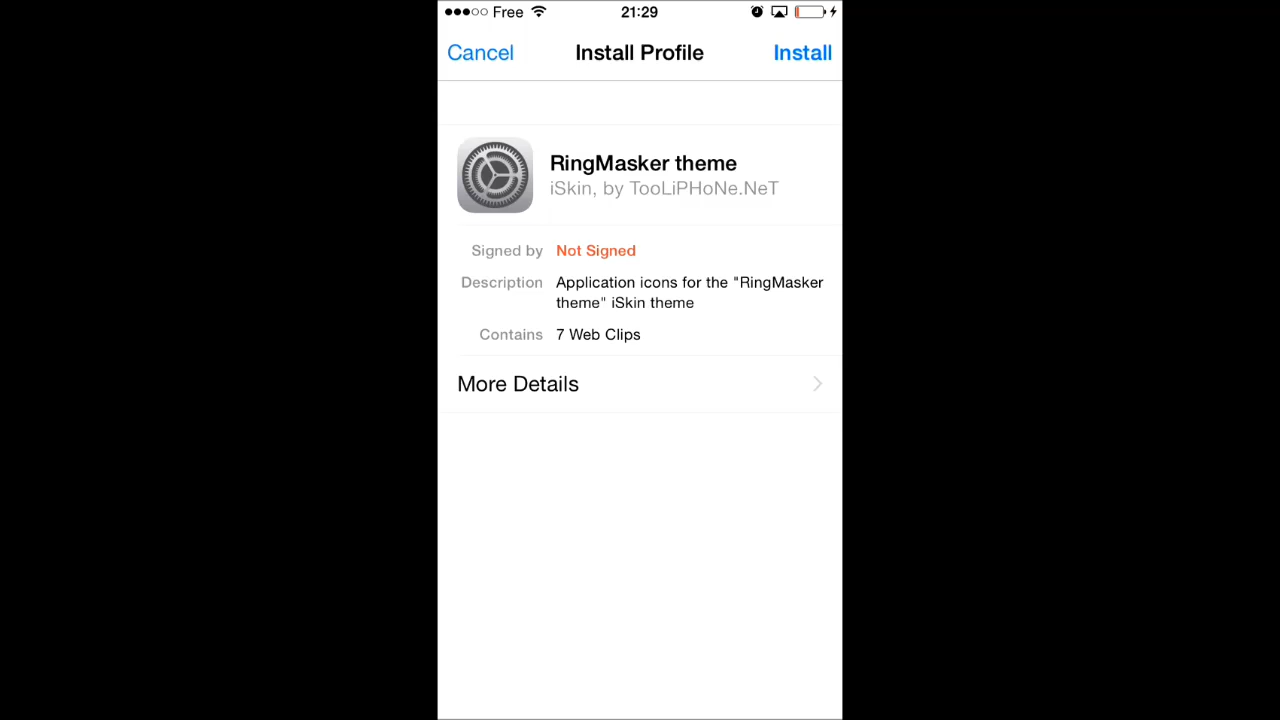 Free 21:29
Cancel Install Profile Install
RingMasker theme
iSkin, by TooLiPHoNe.NeT
Signed by Not Signed
Description Application icons for the "RingMasker
theme" iSkin theme
Contains 7 Web Clips
More Details